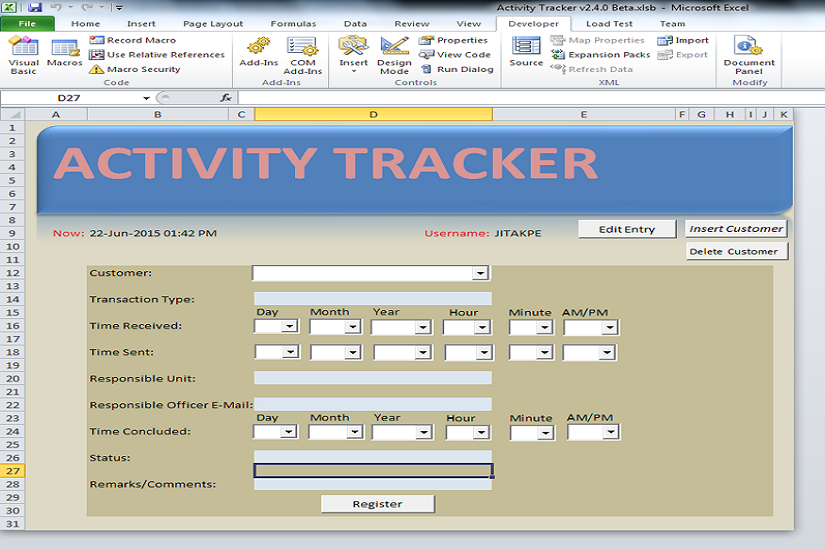 Activity Tracker v2.4.0 Beta.xlsb - Microsoft Excel
File Home Insert Page Layout Formulas Data Review View Developer Load Test Team
Visual Basic
Macros
Record Macro
Use Relative References
Macro Security
Code
Add-Ins
COM Add-Ins
Add-Ins
Insert
Design Mode
Properties
View Code
Run Dialog
Controls
Source
Map Properties
Expansion Packs
Refresh Data
Import
Export
XML
Document Panel
Modify
D27 fx
A B C D E F G H I J K
1
2
3
4
5
6
7
8
9
10
11
12
13
14
15
16
17
18
19
20
21
22
23
24
25
26
27
28
29
30
31
ACTIVITY TRACKER
Now: 22-Jun-2015 01:42 PM Username: JITAKPE Edit Entry Insert Customer
Delete Customer
Customer:
Transaction Type:
Day Month Year Hour Minute AM/PM
Time Received:
Time Sent:
Responsible Unit:
Responsible Officer E-Mail:
Day Month Year Hour Minute AM/PM
Time Concluded:
Status:
Remarks/Comments:
Register